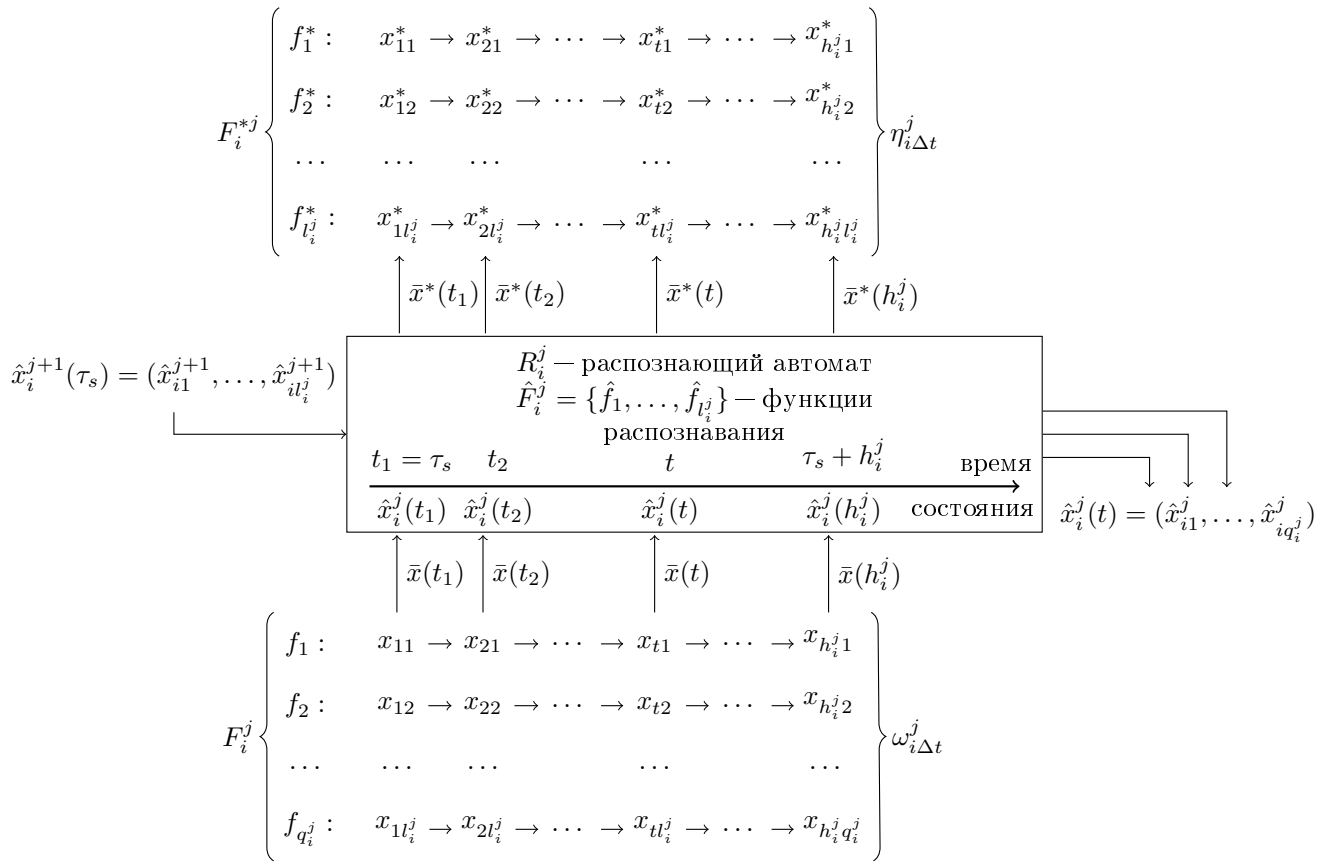 f_1^* : x_{11}^* → x_{21}^* → ⋯ → x_{t1}^* → ⋯ → x_{h_i^j 1}^*
f_2^* : x_{12}^* → x_{22}^* → ⋯ → x_{t2}^* → ⋯ → x_{h_i^j 2}^*
F_i^{*j} η_{iΔt}^j
⋯ ⋯ ⋯ ⋯ ⋯
f_{l_i^j}^* : x_{1l_i^j}^* → x_{2l_i^j}^* → ⋯ → x_{tl_i^j}^* → ⋯ → x_{h_i^j l_i^j}^*
x̄^*(t_1) x̄^*(t_2) x̄^*(t) x̄^*(h_i^j)
R_i^j – распознающий автомат
x̂_i^{j+1}(τ_s) = (x̂_{i1}^{j+1}, …, x̂_{il_i^j}^{j+1})
F̂_i^j = {f̂_1, …, f̂_{l_i^j}} – функции
распознавания
t_1 = τ_s t_2 t τ_s + h_i^j время
x̂_i^j(t_1) x̂_i^j(t_2) x̂_i^j(t) x̂_i^j(h_i^j) состояния
x̂_i^j(t) = (x̂_{i1}^j, …, x̂_{iq_i^j}^j)
x̄(t_1) x̄(t_2) x̄(t) x̄(h_i^j)
f_1 : x_{11} → x_{21} → ⋯ → x_{t1} → ⋯ → x_{h_i^j 1}
f_2 : x_{12} → x_{22} → ⋯ → x_{t2} → ⋯ → x_{h_i^j 2}
F_i^j ω_{iΔt}^j
⋯ ⋯ ⋯ ⋯ ⋯
f_{q_i^j} : x_{1l_i^j} → x_{2l_i^j} → ⋯ → x_{tl_i^j} → ⋯ → x_{h_i^j q_i^j}